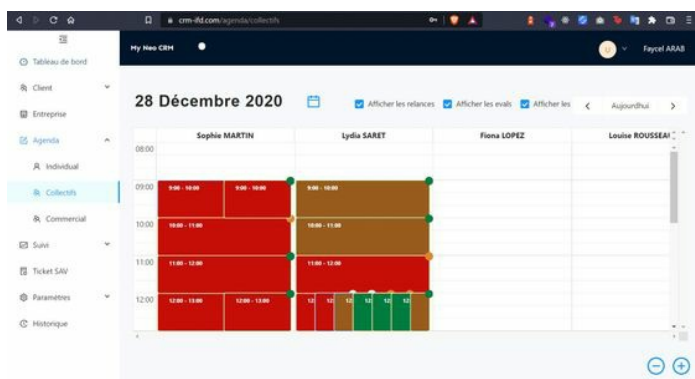 crm-ifd.com/agenda/collectifs
My Neo CRM
Faycel ARAB
Tableau de bord
Client
Entreprise
Agenda
Individual
Collectifs
Commercial
Suivi
Ticket SAV
Paramètres
Historique
28 Décembre 2020
Afficher les relances
Afficher les evals
Afficher les
Aujourdhui
Sophie MARTIN
Lydia SARET
Fiona LOPEZ
Louise ROUSSEAU
08:00
09:00
9:00 - 10:00
9:00 - 10:00
9:00 - 10:00
10:00
10:00 - 11:00
10:00 - 11:00
11:00
11:00 - 12:00
11:00 - 12:00
12:00
12:00 - 13:00
12:00 - 13:00
12
12
12
12
12
12